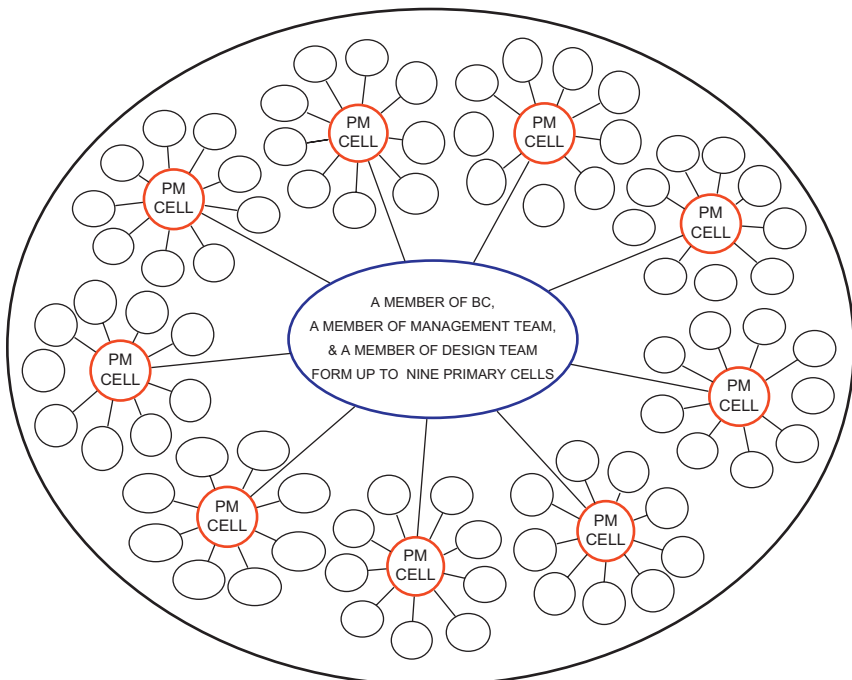 PM
CELL
PM
CELL
PM
CELL
PM
CELL
A MEMBER OF BC,
A MEMBER OF MANAGEMENT TEAM,
& A MEMBER OF DESIGN TEAM
FORM UP TO NINE PRIMARY CELLS
PM
CELL
PM
CELL
PM
CELL
PM
CELL
PM
CELL